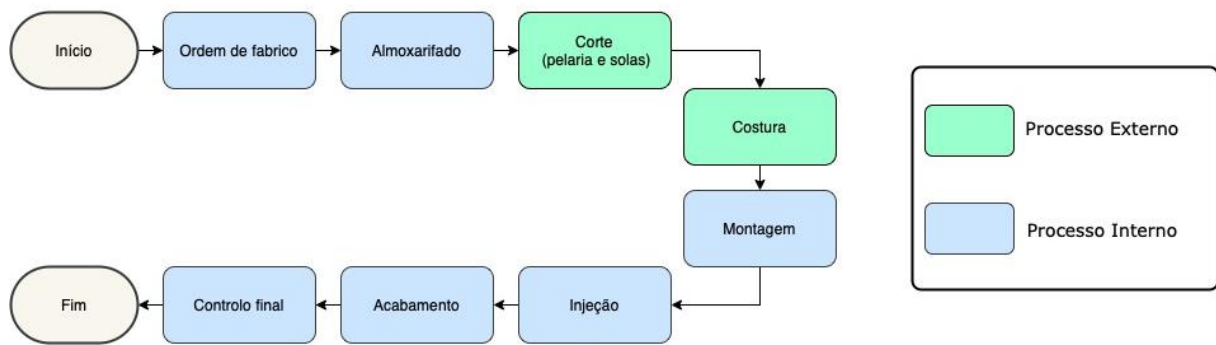 Início
Ordem de fabrico
Almoxarifado
Corte
(pelaria e solas)
Costura
Montagem
Injeção
Acabamento
Controlo final
Fim
Processo Externo
Processo Interno